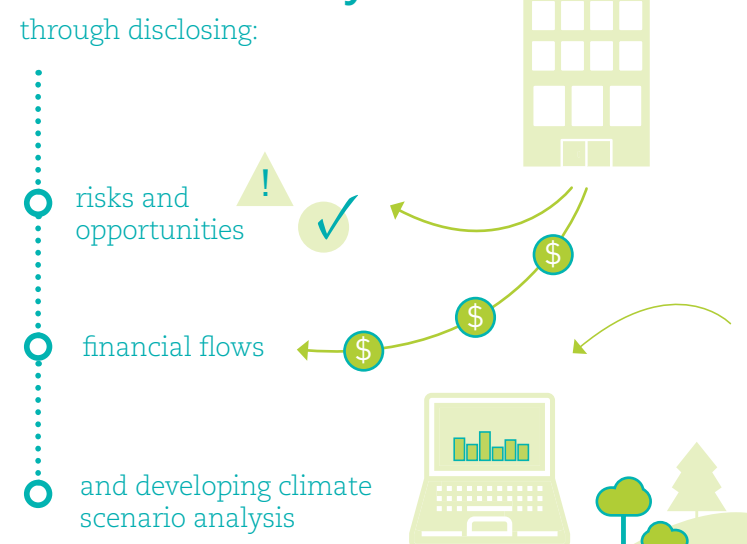 through disclosing:
risks and
opportunities
!
$
$
financial flows
$
and developing climate
scenario analysis